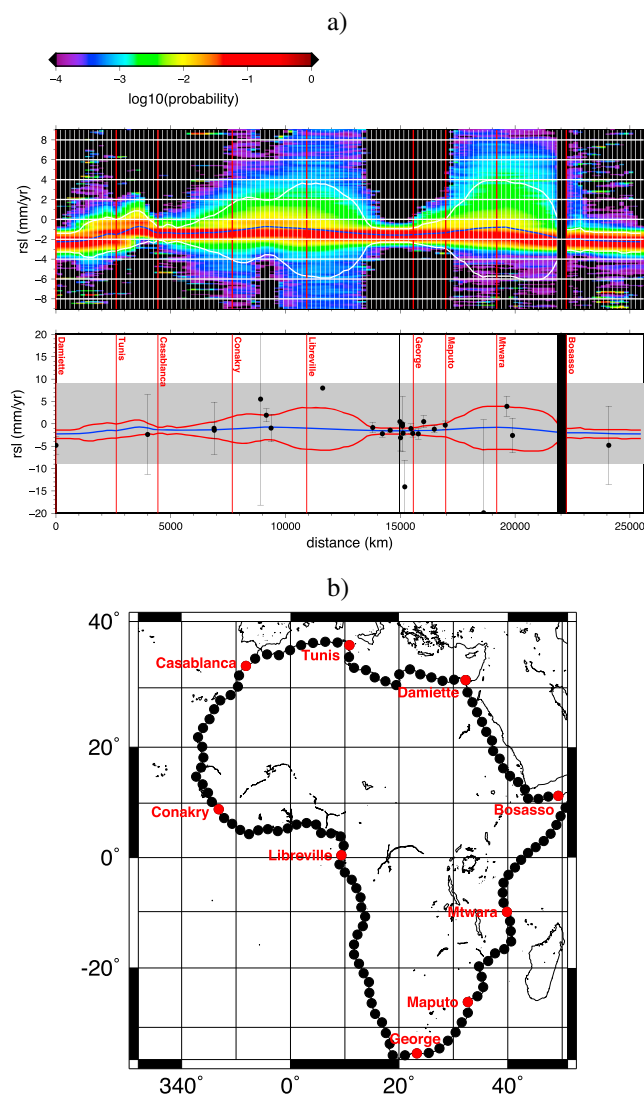 a)
−4 −3 −2 −1 0
log10(probability)
8
6
4
2
0
−2
−4
−6
−8
rsl (mm/yr)
20
15
10
5
0
−5
−10
−15
−20
rsl (mm/yr)
Damiette
Tunis
Casablanca
Conakry
Libreville
George
Maputo
Mtwara
Bosasso
0 5000 10000 15000 20000 25000
distance (km)
b)
40°
20°
0°
-20°
Casablanca
Tunis
Damiette
Conakry
Bosasso
Libreville
Mtwara
Maputo
George
340° 0° 20° 40°